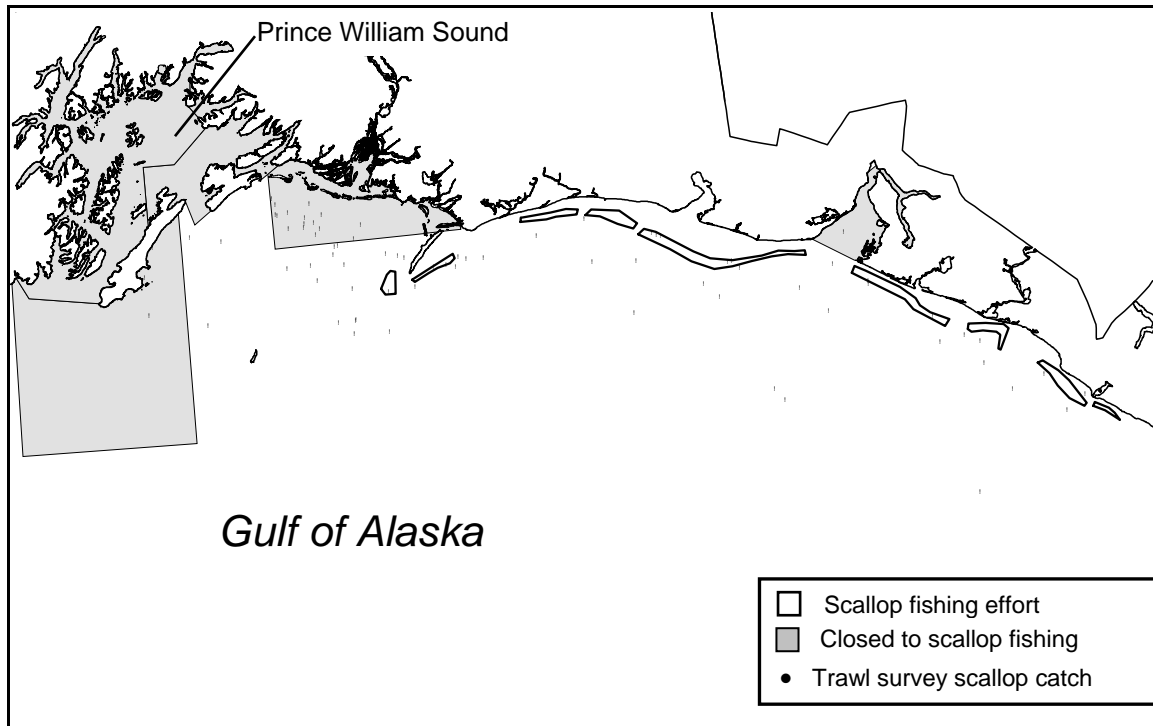 Prince William Sound
Gulf of Alaska
Scallop fishing effort
Closed to scallop fishing
Trawl survey scallop catch